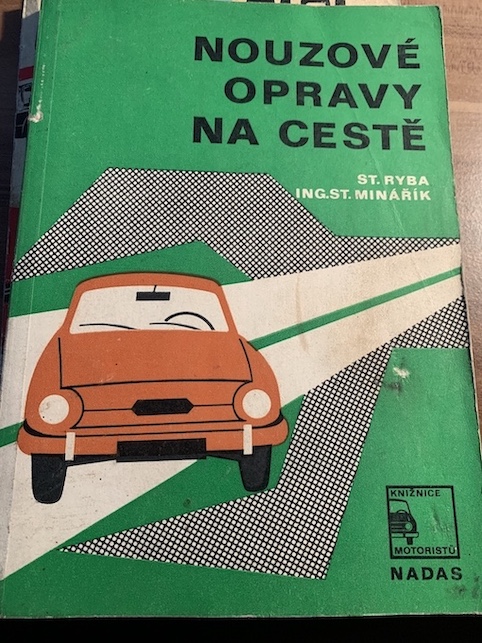 NOUZOVÉ
OPRAVY
NA CESTĚ
ST. RYBA
ING.ST. MINÁŘÍK
KNIŽNICE
MOTORISTŮ
NADAS